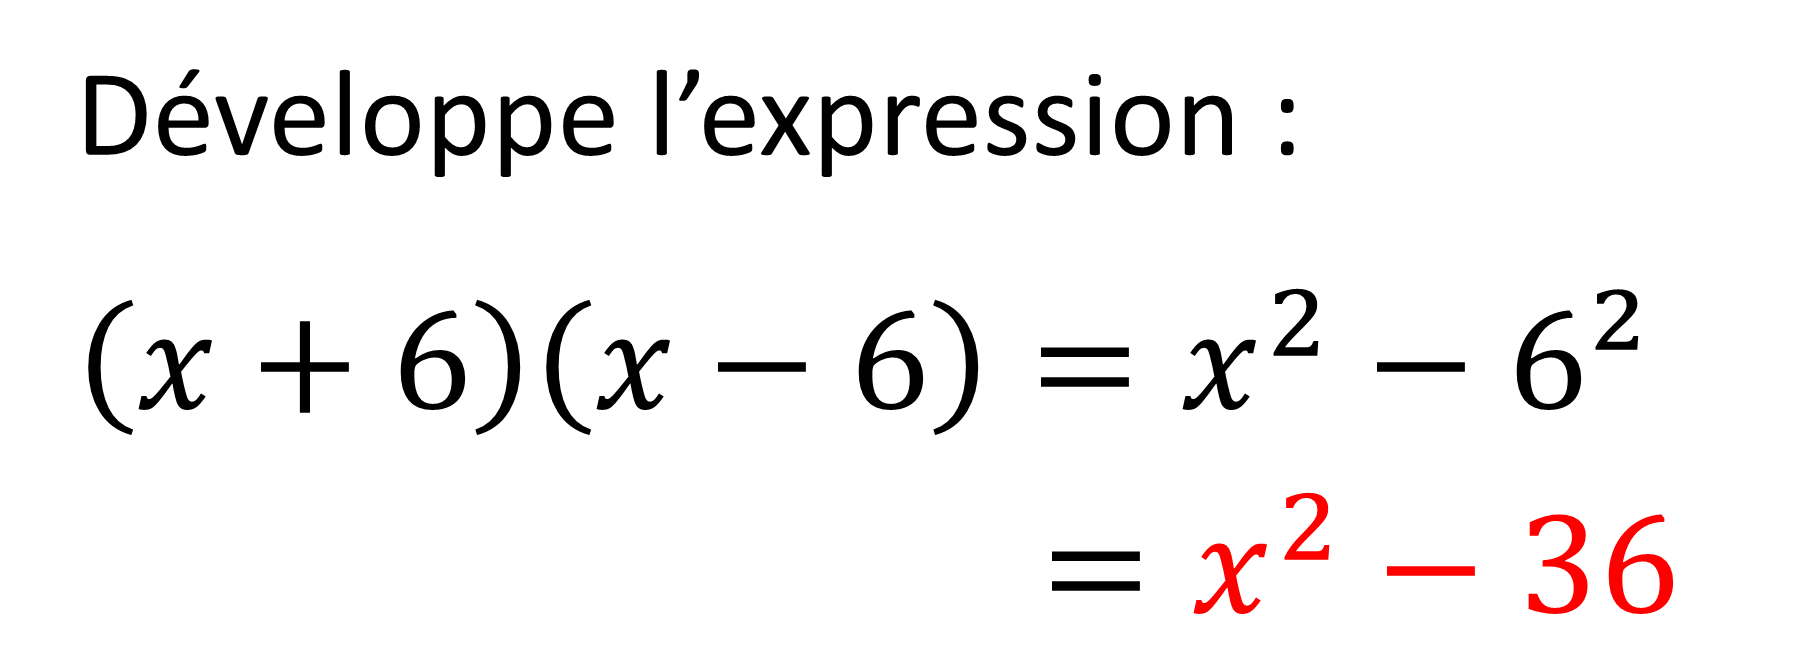 Développe l’expression :
(x + 6)(x − 6) = x² − 6²
= x² − 36